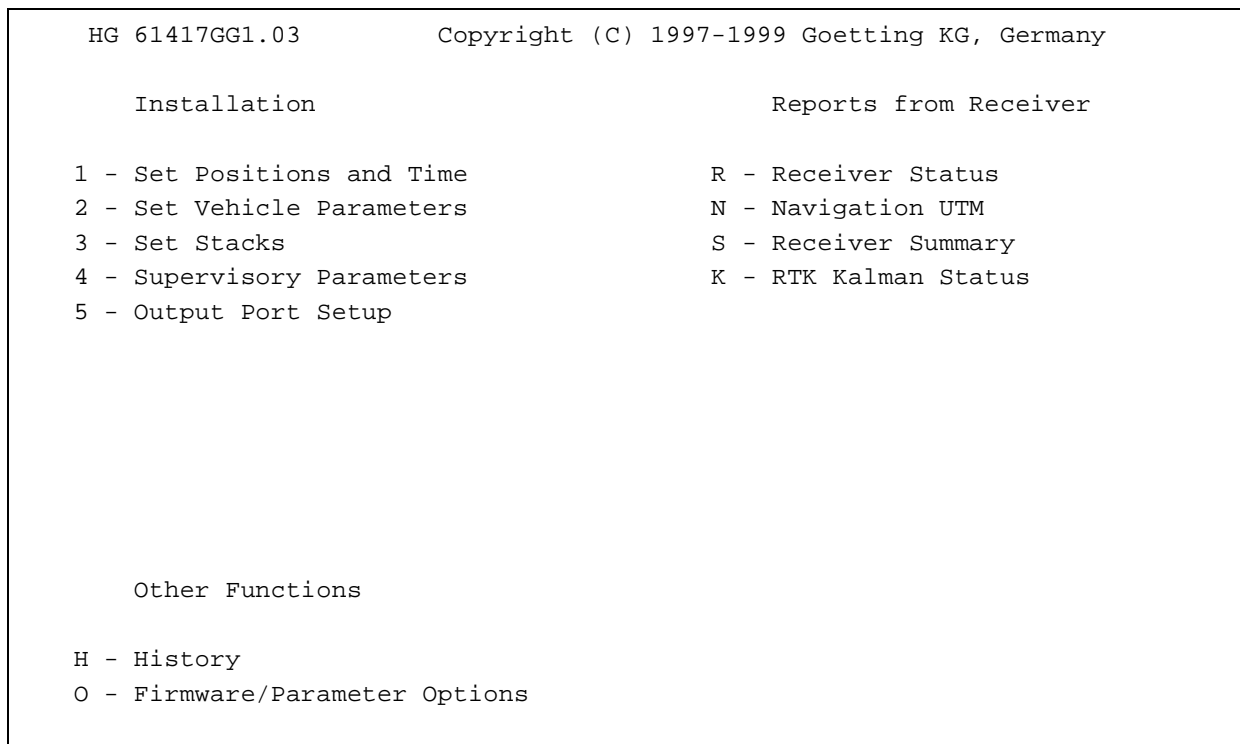 HG 61417GG1.03 Copyright (C) 1997-1999 Goetting KG, Germany
Installation Reports from Receiver
1 - Set Positions and Time R - Receiver Status
2 - Set Vehicle Parameters N - Navigation UTM
3 - Set Stacks S - Receiver Summary
4 - Supervisory Parameters K - RTK Kalman Status
5 - Output Port Setup
Other Functions
H - History
O - Firmware/Parameter Options